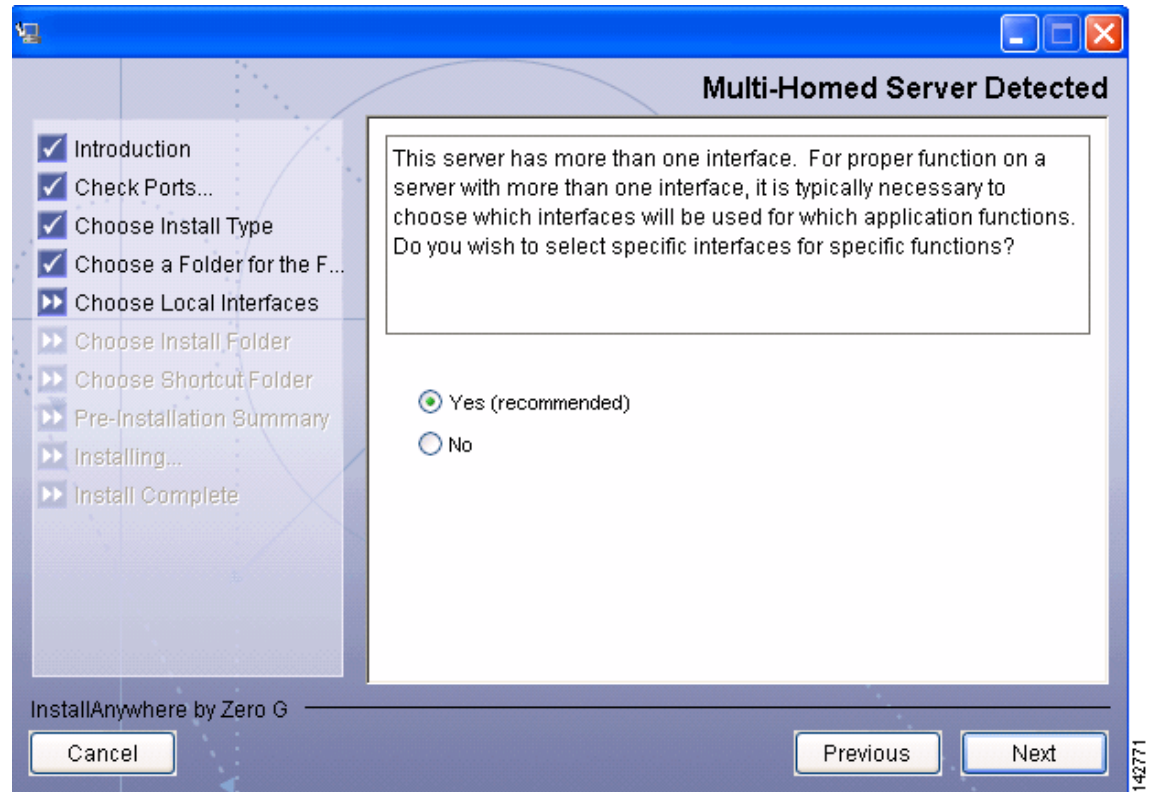 Multi-Homed Server Detected
Introduction
Check Ports...
Choose Install Type
Choose a Folder for the F...
Choose Local Interfaces
Choose Install Folder
Choose Shortcut Folder
Pre-Installation Summary
Installing...
Install Complete
This server has more than one interface.  For proper function on a
server with more than one interface, it is typically necessary to
choose which interfaces will be used for which application functions.
Do you wish to select specific interfaces for specific functions?
Yes (recommended)
No
InstallAnywhere by Zero G
Cancel
Previous
Next
142771